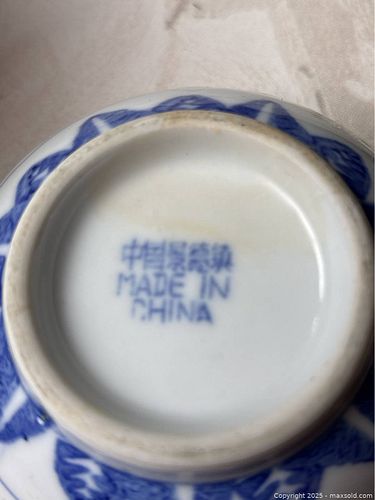 中国景德镇
MADE IN
CHINA
Copyright 2025 - maxsold.com